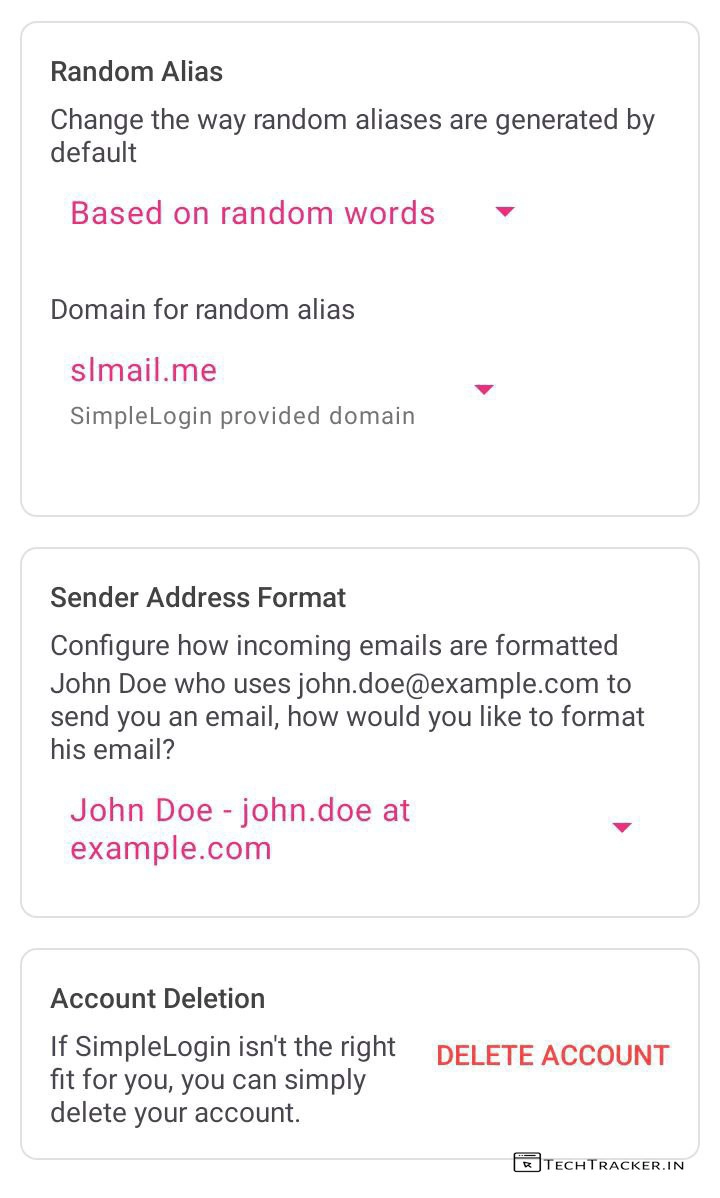 Random Alias
Change the way random aliases are generated by
default
Based on random words
Domain for random alias
slmail.me
SimpleLogin provided domain
Sender Address Format
Configure how incoming emails are formatted
John Doe who uses john.doe@example.com to
send you an email, how would you like to format
his email?
John Doe - john.doe at
example.com
Account Deletion
If SimpleLogin isn't the right
fit for you, you can simply
delete your account.
DELETE ACCOUNT
TECHTRACKER.IN